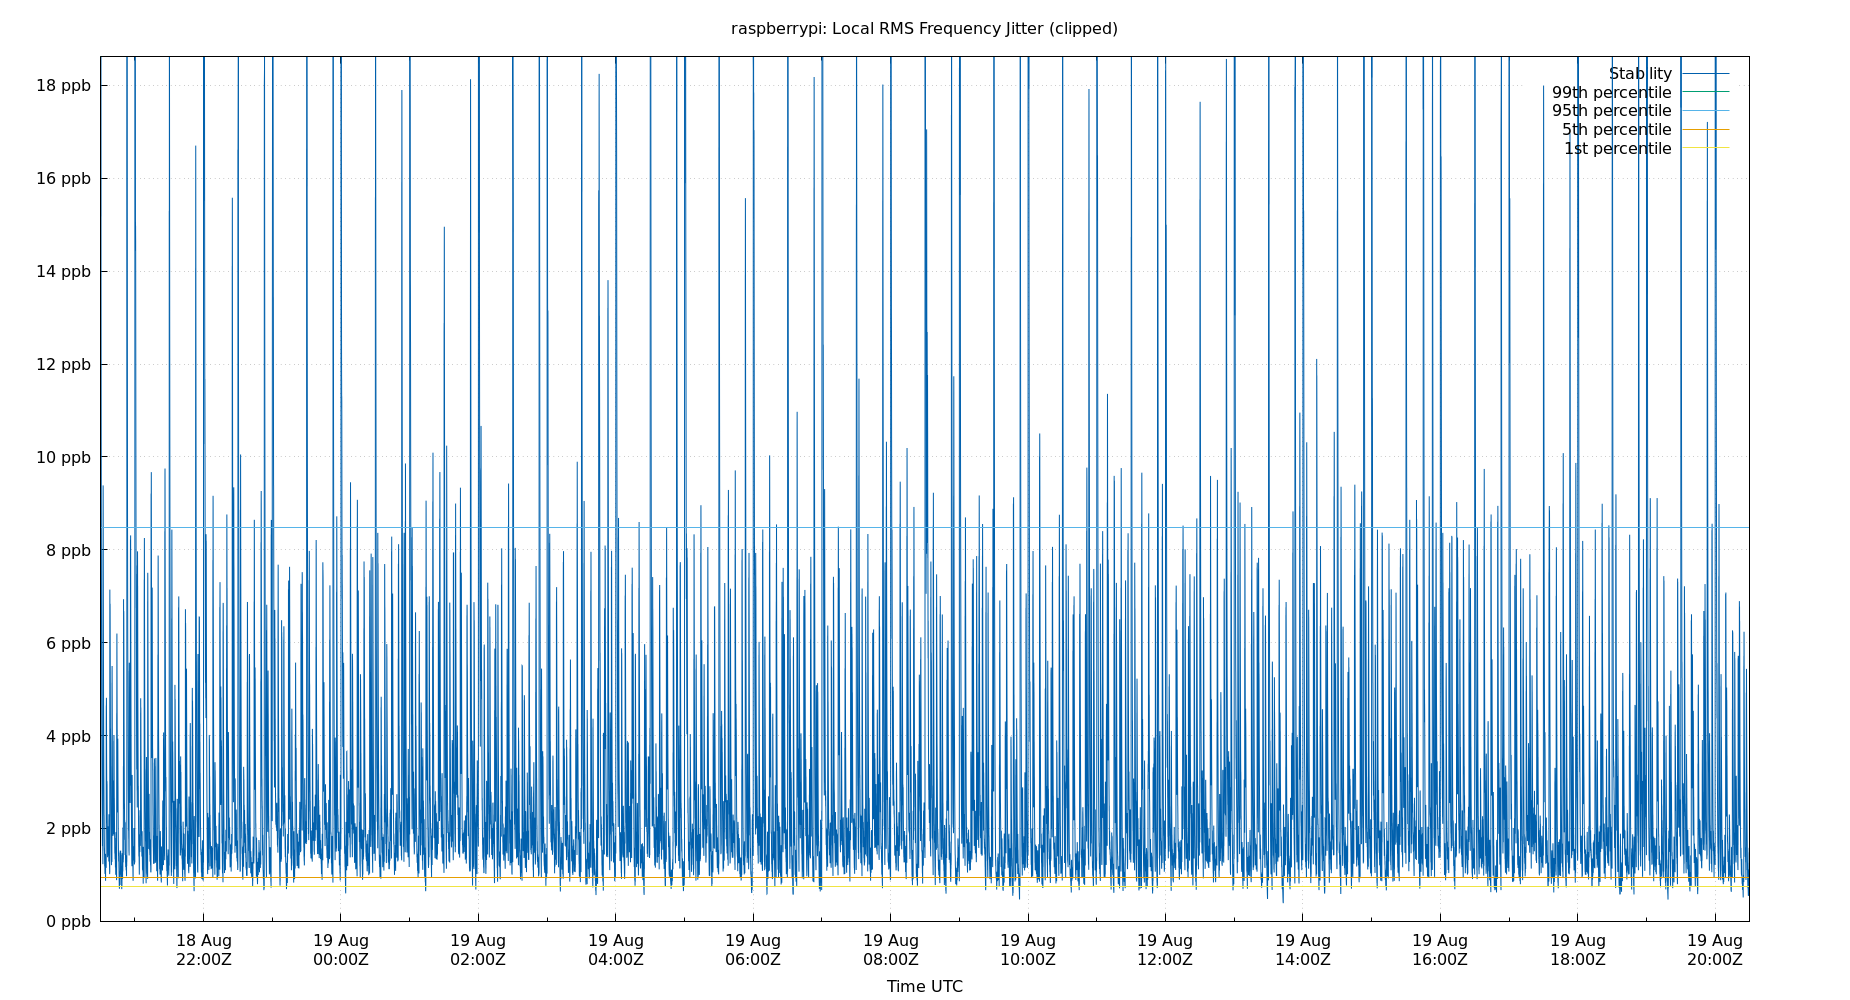 raspberrypi: Local RMS Frequency Jitter (clipped)
18 ppb
16 ppb
14 ppb
12 ppb
10 ppb
8 ppb
6 ppb
4 ppb
2 ppb
0 ppb
Stability
99th percentile
95th percentile
5th percentile
1st percentile
18 Aug 19 Aug 19 Aug 19 Aug 19 Aug 19 Aug 19 Aug 19 Aug 19 Aug 19 Aug 19 Aug 19 Aug
22:00Z 00:00Z 02:00Z 04:00Z 06:00Z 08:00Z 10:00Z 12:00Z 14:00Z 16:00Z 18:00Z 20:00Z
Time UTC